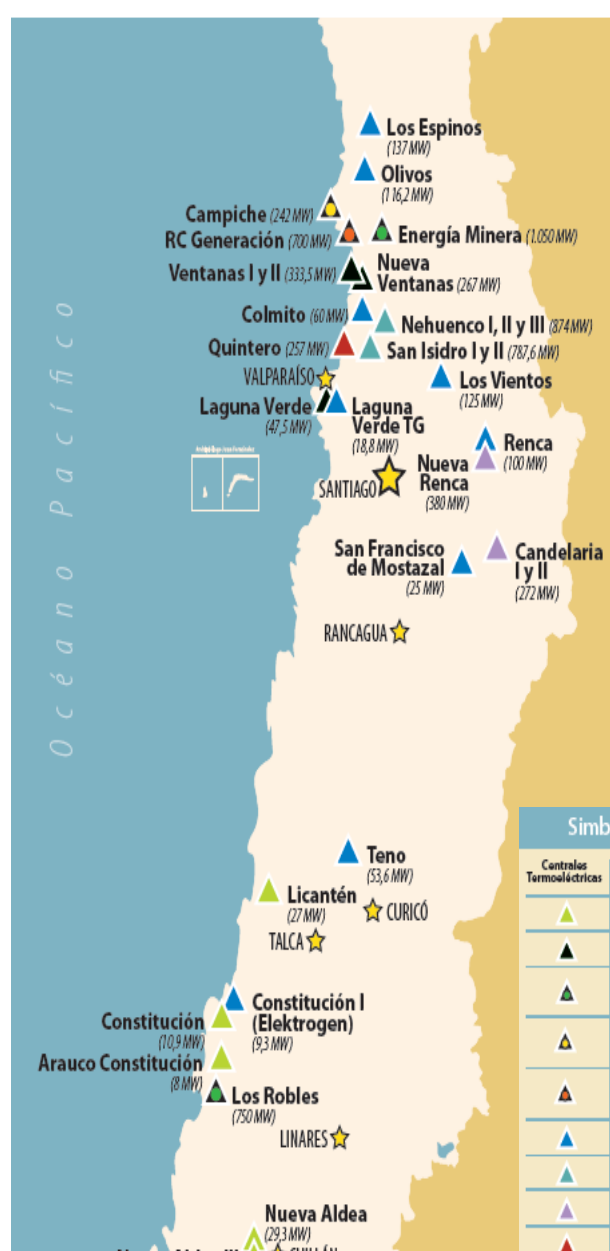 Los Espinos
(137 MW)
Olivos
(116,2 MW)
Campiche (242 MW)
RC Generación (700 MW)
Energía Minera (1.050 MW)
Ventanas I y II (333,5 MW)
Nueva
Ventanas (267 MW)
Colmito (60 MW)
Nehuenco I, II y III (874 MW)
Quintero (257 MW)
San Isidro I y II (787,6 MW)
VALPARAÍSO
Los Vientos
(125 MW)
Laguna Verde
(47,5 MW)
Laguna
Verde TG
(18,8 MW)
Renca
(100 MW)
Nueva
Renca
(380 MW)
SANTIAGO
San Francisco
de Mostazal
(25 MW)
Candelaria
I y II
(272 MW)
RANCAGUA
Océano Pacífico
Teno
(53,6 MW)
Licantén
(27 MW)
CURICÓ
TALCA
Constitución I
(Elektrogen)
(9,3 MW)
Constitución
(10,9 MW)
Arauco Constitución
(8 MW)
Los Robles
(750 MW)
LINARES
Nueva Aldea
(29,3 MW)
Simb
Centrales
Termoeléctricas